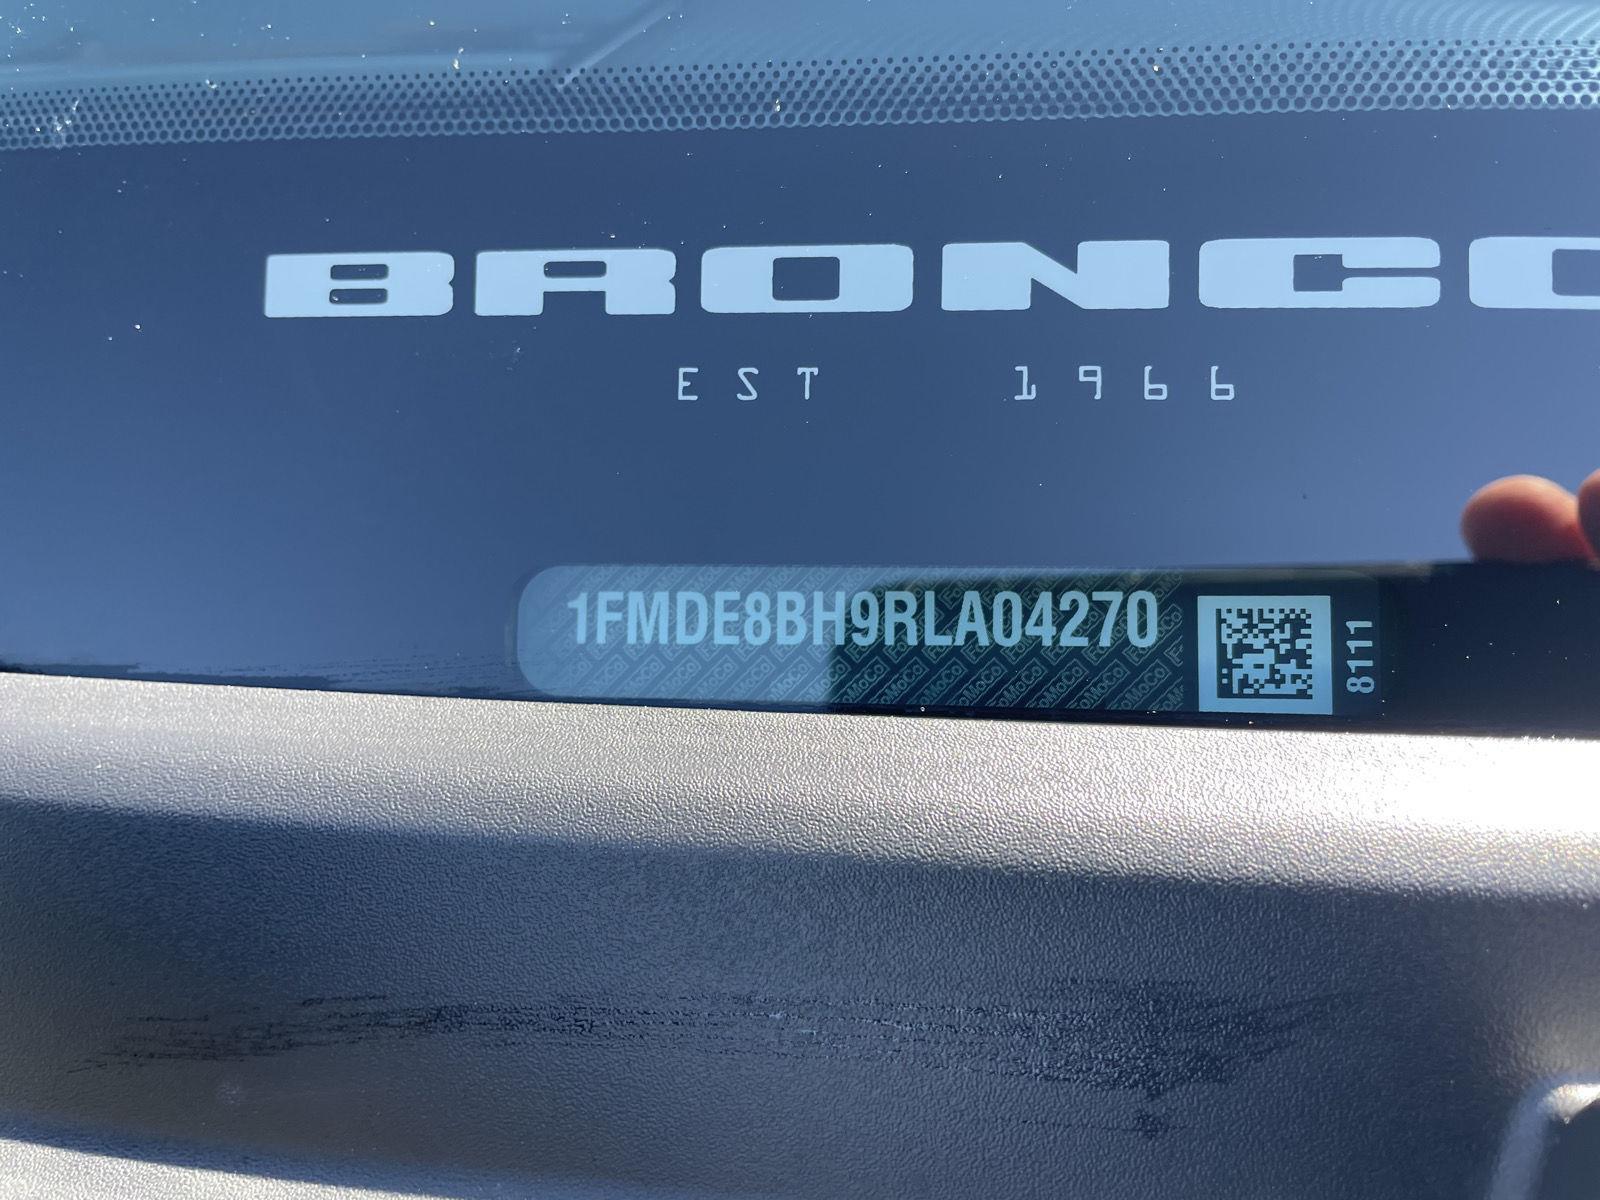 BRONCO
EST 1966
1FMDE8BH9RLA04270
8111